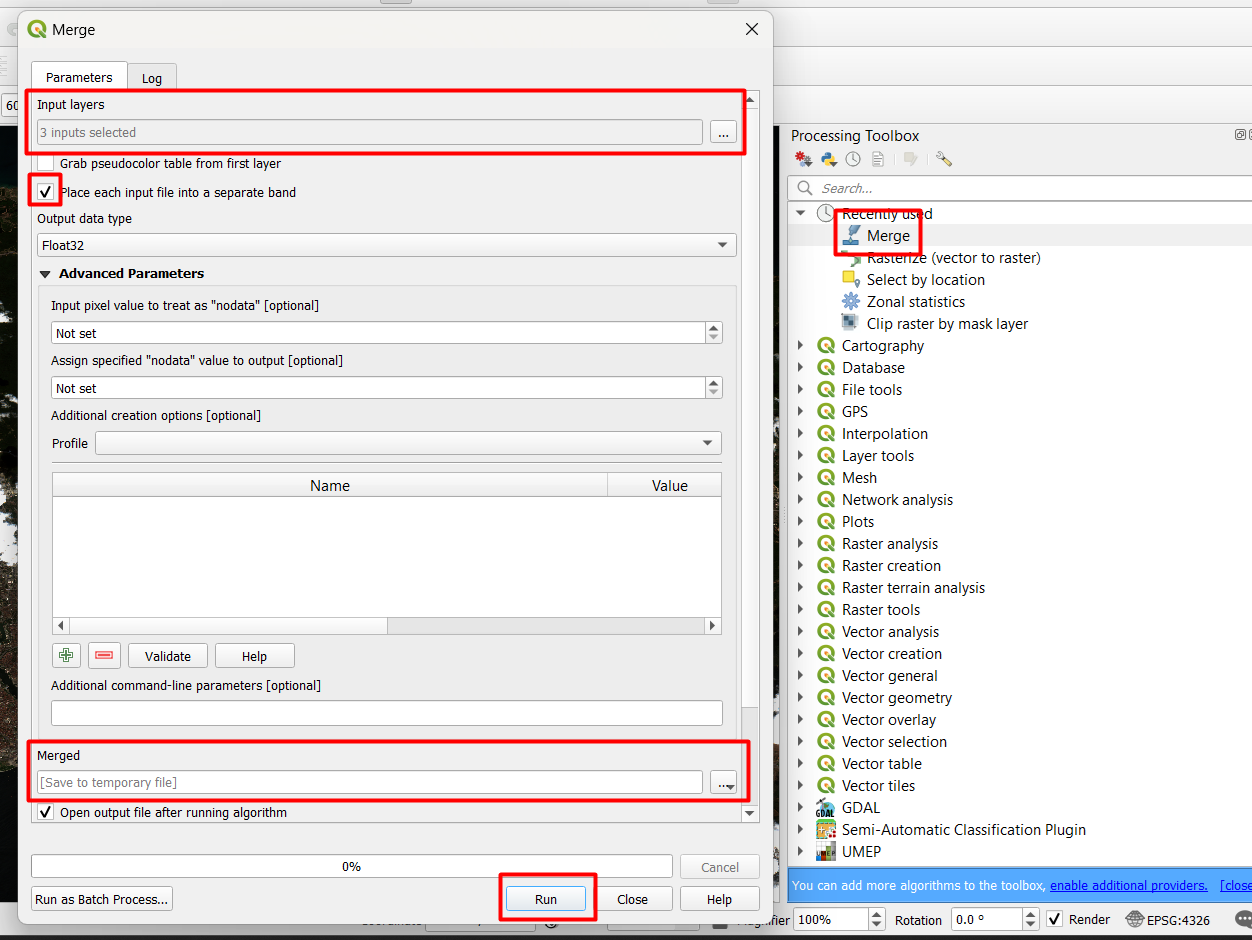 Merge
Parameters
Log
Input layers
3 inputs selected
...
Grab pseudocolor table from first layer
Place each input file into a separate band
Output data type
Float32
Advanced Parameters
Input pixel value to treat as "nodata" [optional]
Not set
Assign specified "nodata" value to output [optional]
Not set
Additional creation options [optional]
Profile
Name Value
Validate
Help
Additional command-line parameters [optional]
Merged
[Save to temporary file]
...
Open output file after running algorithm
0%
Cancel
Run as Batch Process...
Run
Close
Help
60
Processing Toolbox
Search...
Recently used
Merge
Rasterize (vector to raster)
Select by location
Zonal statistics
Clip raster by mask layer
Cartography
Database
File tools
GPS
Interpolation
Layer tools
Mesh
Network analysis
Plots
Raster analysis
Raster creation
Raster terrain analysis
Raster tools
Vector analysis
Vector creation
Vector general
Vector geometry
Vector overlay
Vector selection
Vector table
Vector tiles
GDAL
GDAL
Semi-Automatic Classification Plugin
UMEP
You can add more algorithms to the toolbox, enable additional providers. [close
100%
Rotation
0.0 °
Render
EPSG:4326